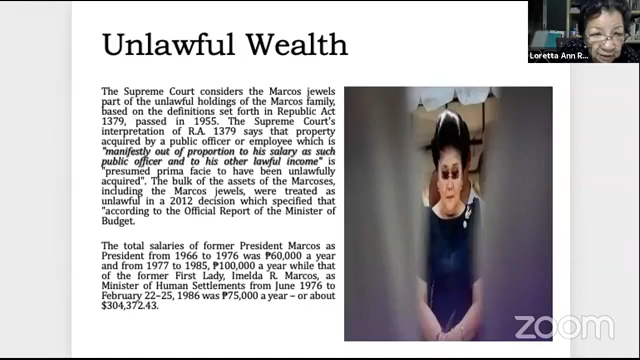 Unlawful Wealth
Loretta Ann R...
The Supreme Court considers the Marcos jewels
part of the unlawful holdings of the Marcos family,
based on the definitions set forth in Republic Act
1379, passed in 1955. The Supreme Court's
interpretation of R.A. 1379 says that property
acquired by a public officer or employee which is
"manifestly out of proportion to his salary as such
public officer and to his other lawful income" is
"presumed prima facie to have been unlawfully
acquired". The bulk of the assets of the Marcoses,
including the Marcos jewels, were treated as
unlawful in a 2012 decision which specified that
"according to the Official Report of the Minister of
Budget.
The total salaries of former President Marcos as
President from 1966 to 1976 was ₱60,000 a year
and from 1977 to 1985, ₱100,000 a year while that
of the former First Lady, Imelda R. Marcos, as
Minister of Human Settlements from June 1976 to
February 22–25, 1986 was ₱75,000 a year – or about
$304,372.43.
zoom